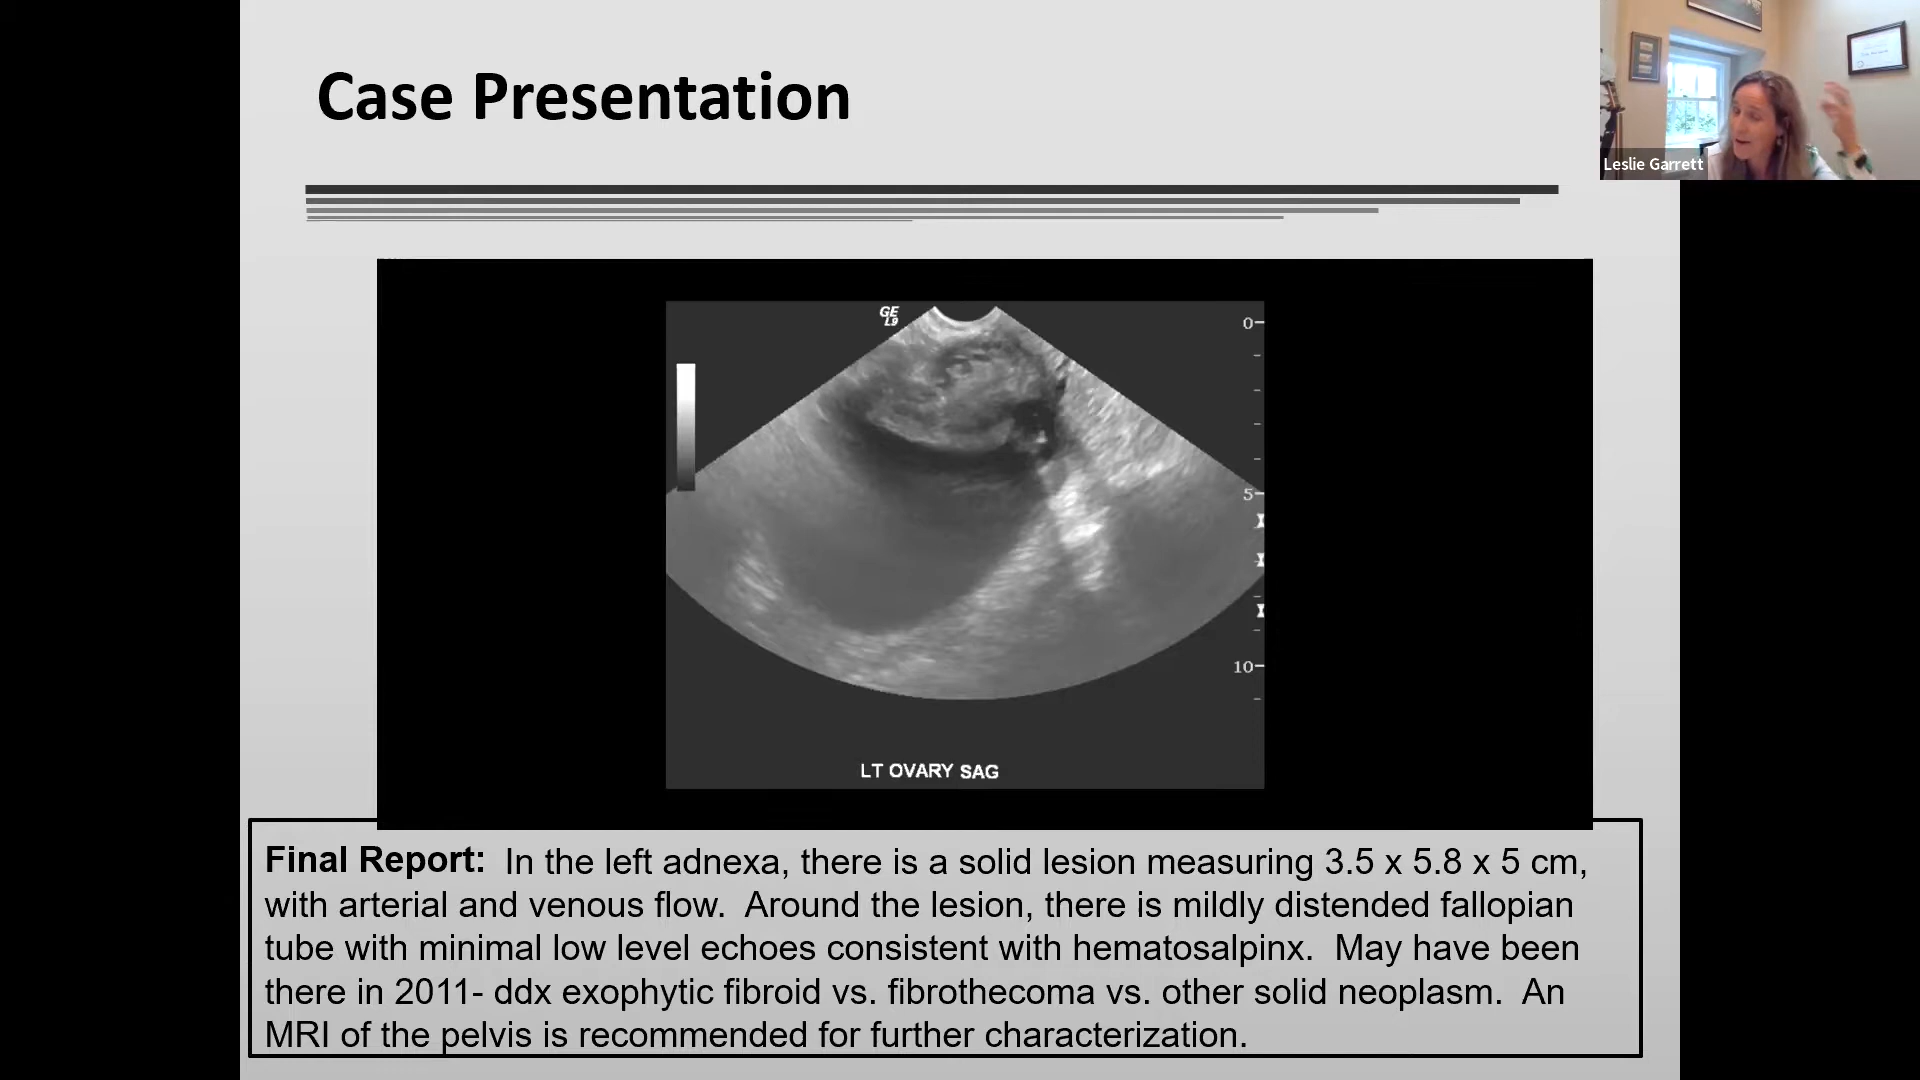 Case Presentation
Leslie Garrett
GE
L9
0
5
10
LT OVARY SAG
Final Report: In the left adnexa, there is a solid lesion measuring 3.5 x 5.8 x 5 cm,
with arterial and venous flow. Around the lesion, there is mildly distended fallopian
tube with minimal low level echoes consistent with hematosalpinx. May have been
there in 2011- ddx exophytic fibroid vs. fibrothecoma vs. other solid neoplasm. An
MRI of the pelvis is recommended for further characterization.